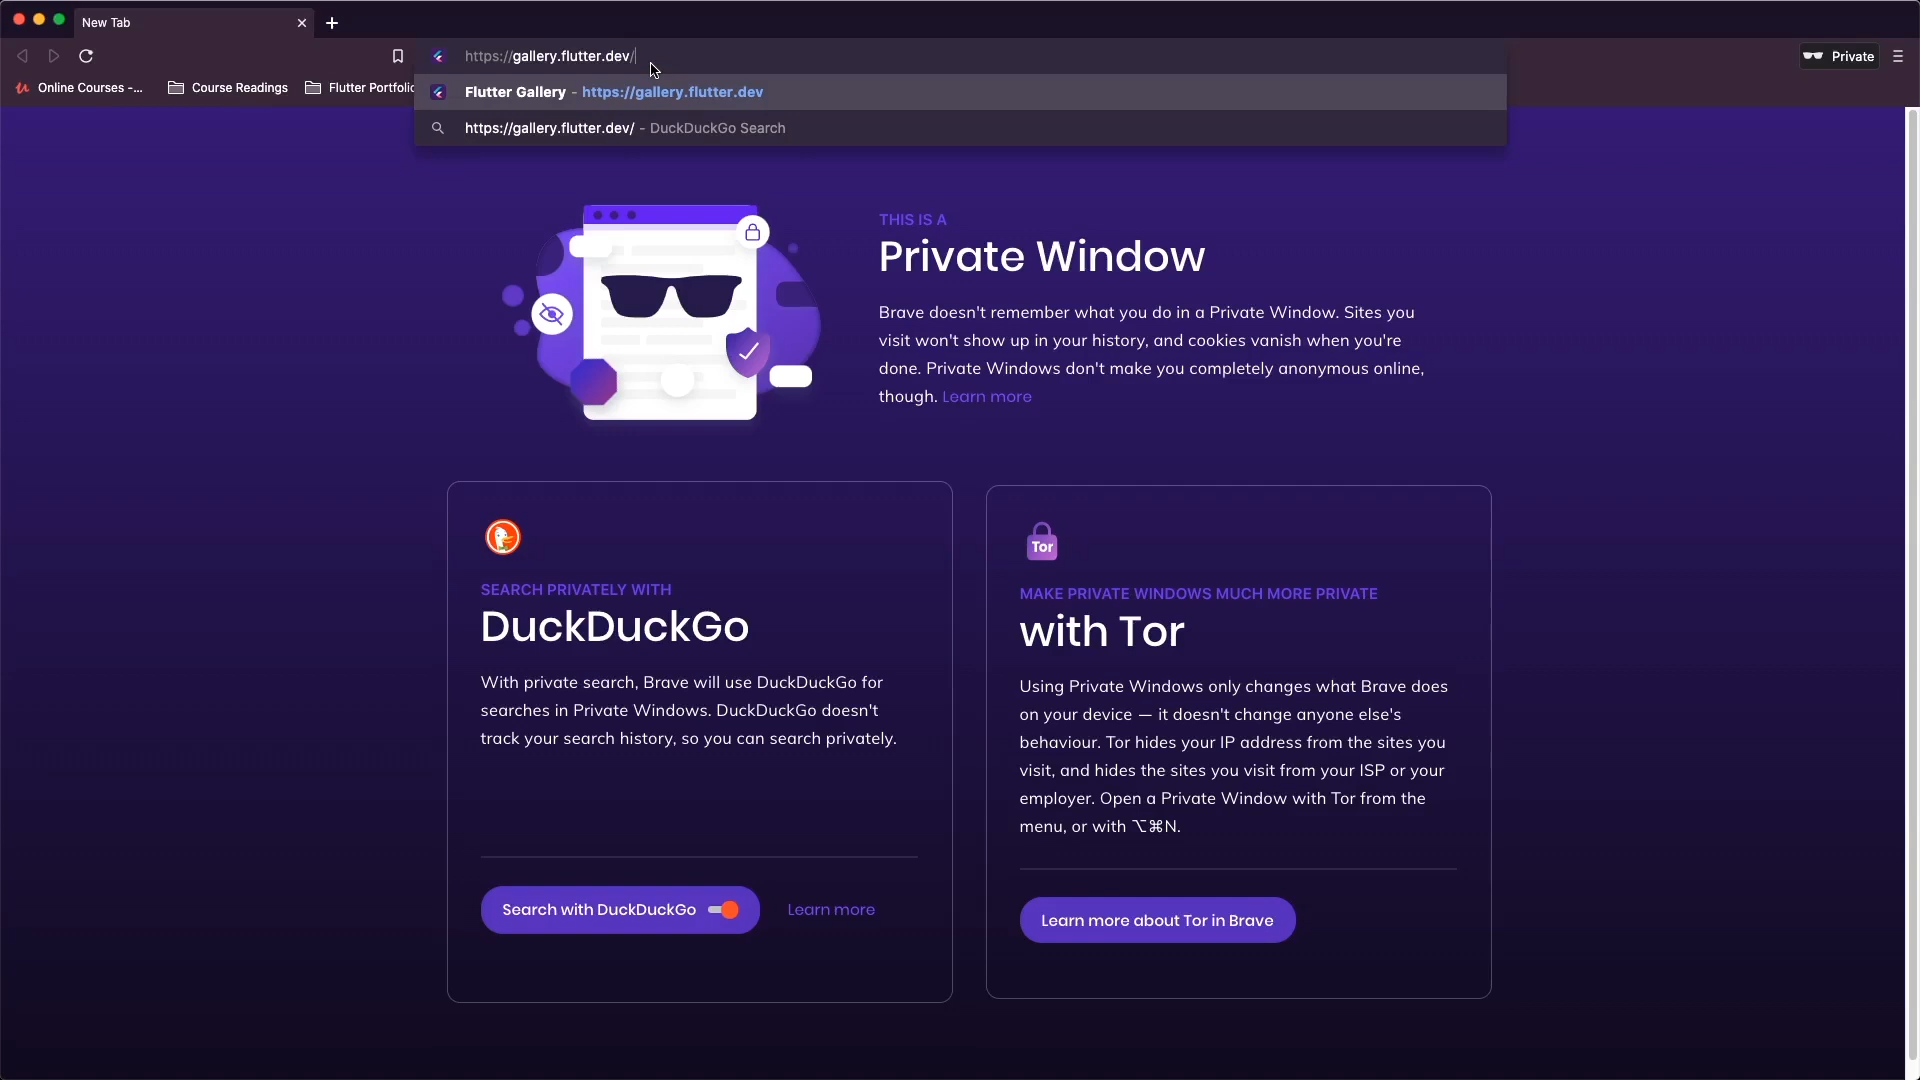 New Tab
https://gallery.flutter.dev/
Private
Online Courses -...
Course Readings
Flutter Portfolio
Flutter Gallery - https://gallery.flutter.dev
https://gallery.flutter.dev/ - DuckDuckGo Search
THIS IS A
Private Window
Brave doesn't remember what you do in a Private Window. Sites you
visit won't show up in your history, and cookies vanish when you're
done. Private Windows don't make you completely anonymous online,
though. Learn more
SEARCH PRIVATELY WITH
DuckDuckGo
With private search, Brave will use DuckDuckGo for
searches in Private Windows. DuckDuckGo doesn't
track your search history, so you can search privately.
Search with DuckDuckGo
Learn more
Tor
MAKE PRIVATE WINDOWS MUCH MORE PRIVATE
with Tor
Using Private Windows only changes what Brave does
on your device — it doesn't change anyone else's
behaviour. Tor hides your IP address from the sites you
visit, and hides the sites you visit from your ISP or your
employer. Open a Private Window with Tor from the
menu, or with ⌥⌘N.
Learn more about Tor in Brave